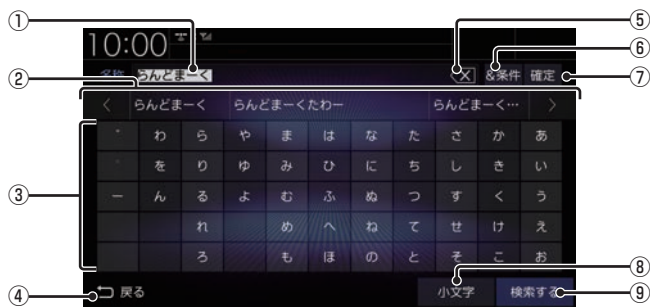 ① ⑤
⑥
10:00
② 名称 らんどまーく &条件 確定 ⑦
< らんどまーく らんどまーくたわー らんどまーく… >
゛ わ ら や ま は な た さ か あ
゜ を り ゆ み ひ に ち し き い
③ ー ん る よ む ふ ぬ つ す く う
れ め へ ね て せ け え
ろ も ほ の と そ こ お
⑧
④ 戻る 小文字 検索する ⑨